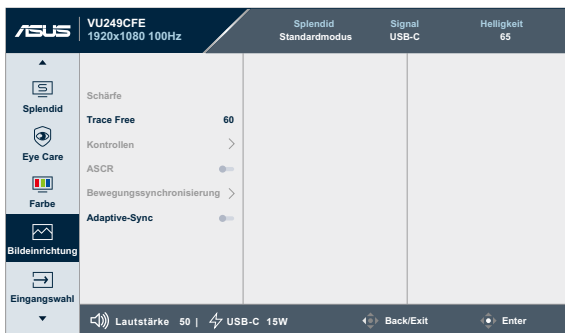 ASUS
VU249CFE
1920x1080 100Hz
Splendid
Standardmodus
Signal
USB-C
Helligkeit
65
Splendid
Eye Care
Farbe
Bildeinrichtung
Eingangswahl
Schärfe
Trace Free 60
Kontrollen
ASCR
Bewegungssynchronisierung
Adaptive-Sync
Lautstärke 50 | USB-C 15W
Back/Exit
Enter